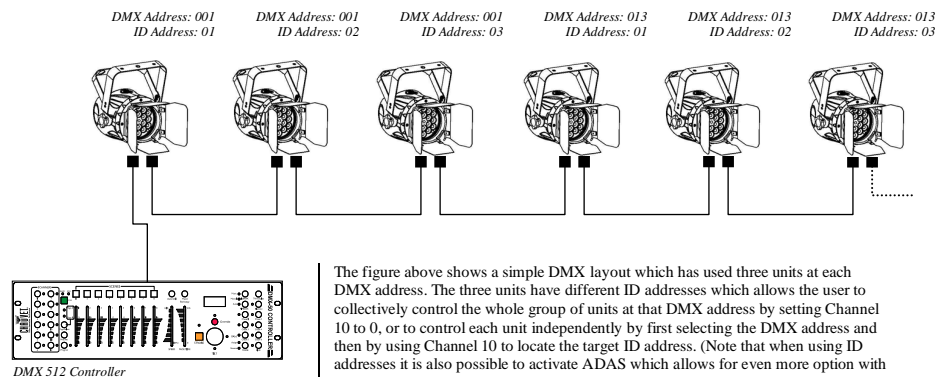 DMX Address: 001
ID Address: 01
DMX Address: 001
ID Address: 02
DMX Address: 001
ID Address: 03
DMX Address: 013
ID Address: 01
DMX Address: 013
ID Address: 02
DMX Address: 013
ID Address: 03
DMX 512 Controller
The figure above shows a simple DMX layout which has used three units at each
DMX address. The three units have different ID addresses which allows the user to
collectively control the whole group of units at that DMX address by setting Channel
10 to 0, or to control each unit independently by first selecting the DMX address and
then by using Channel 10 to locate the target ID address. (Note that when using ID
addresses it is also possible to activate ADAS which allows for even more option with